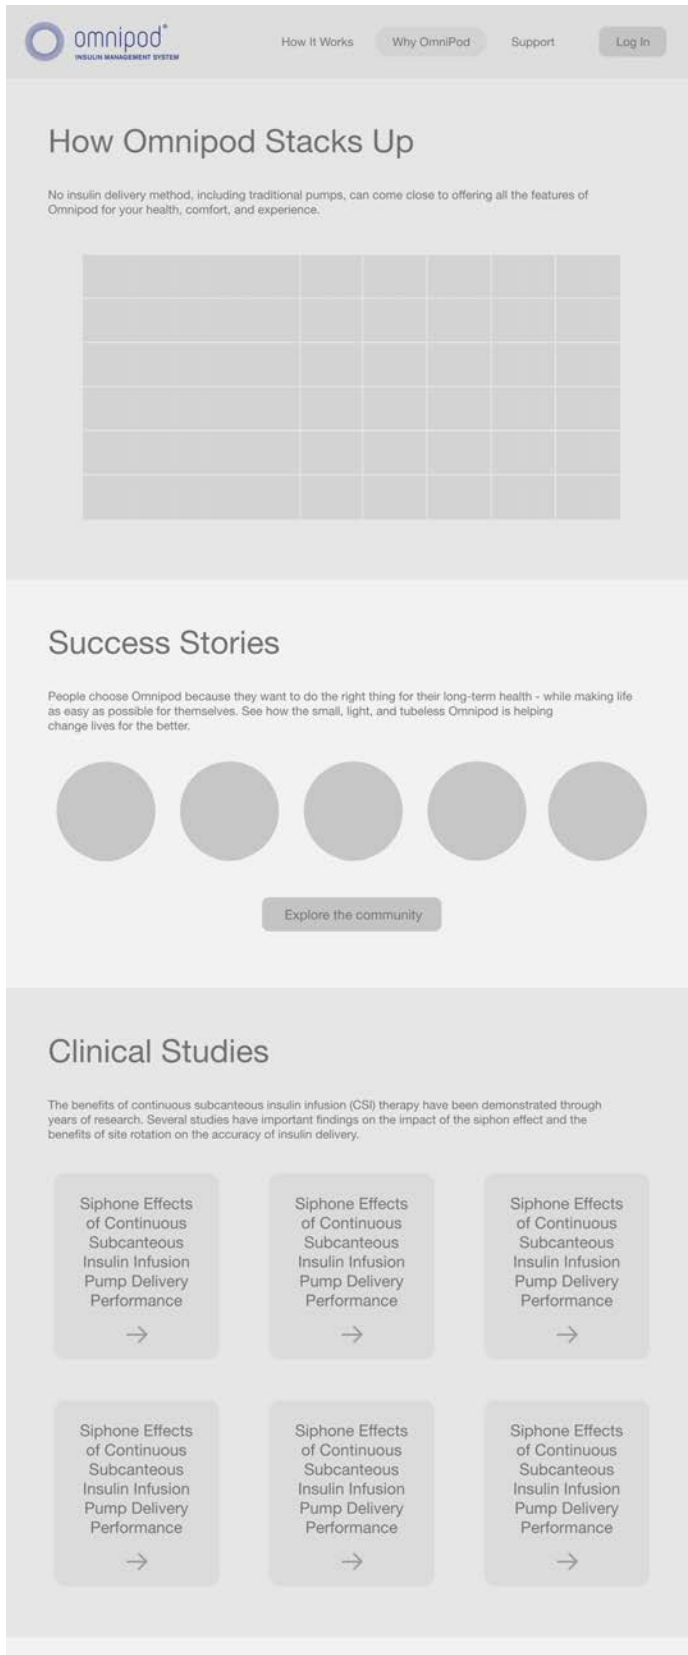 omnipod®
INSULIN MANAGEMENT SYSTEM
How It Works
Why OmniPod
Support
Log In
How Omnipod Stacks Up
No insulin delivery method, including traditional pumps, can come close to offering all the features of
Omnipod for your health, comfort, and experience.
Success Stories
People choose Omnipod because they want to do the right thing for their long-term health - while making life
as easy as possible for themselves. See how the small, light, and tubeless Omnipod is helping
change lives for the better.
Explore the community
Clinical Studies
The benefits of continuous subcanteous insulin infusion (CSI) therapy have been demonstrated through
years of research. Several studies have important findings on the impact of the siphon effect and the
benefits of site rotation on the accuracy of insulin delivery.
Siphone Effects
of Continuous
Subcanteous
Insulin Infusion
Pump Delivery
Performance
Siphone Effects
of Continuous
Subcanteous
Insulin Infusion
Pump Delivery
Performance
Siphone Effects
of Continuous
Subcanteous
Insulin Infusion
Pump Delivery
Performance
Siphone Effects
of Continuous
Subcanteous
Insulin Infusion
Pump Delivery
Performance
Siphone Effects
of Continuous
Subcanteous
Insulin Infusion
Pump Delivery
Performance
Siphone Effects
of Continuous
Subcanteous
Insulin Infusion
Pump Delivery
Performance